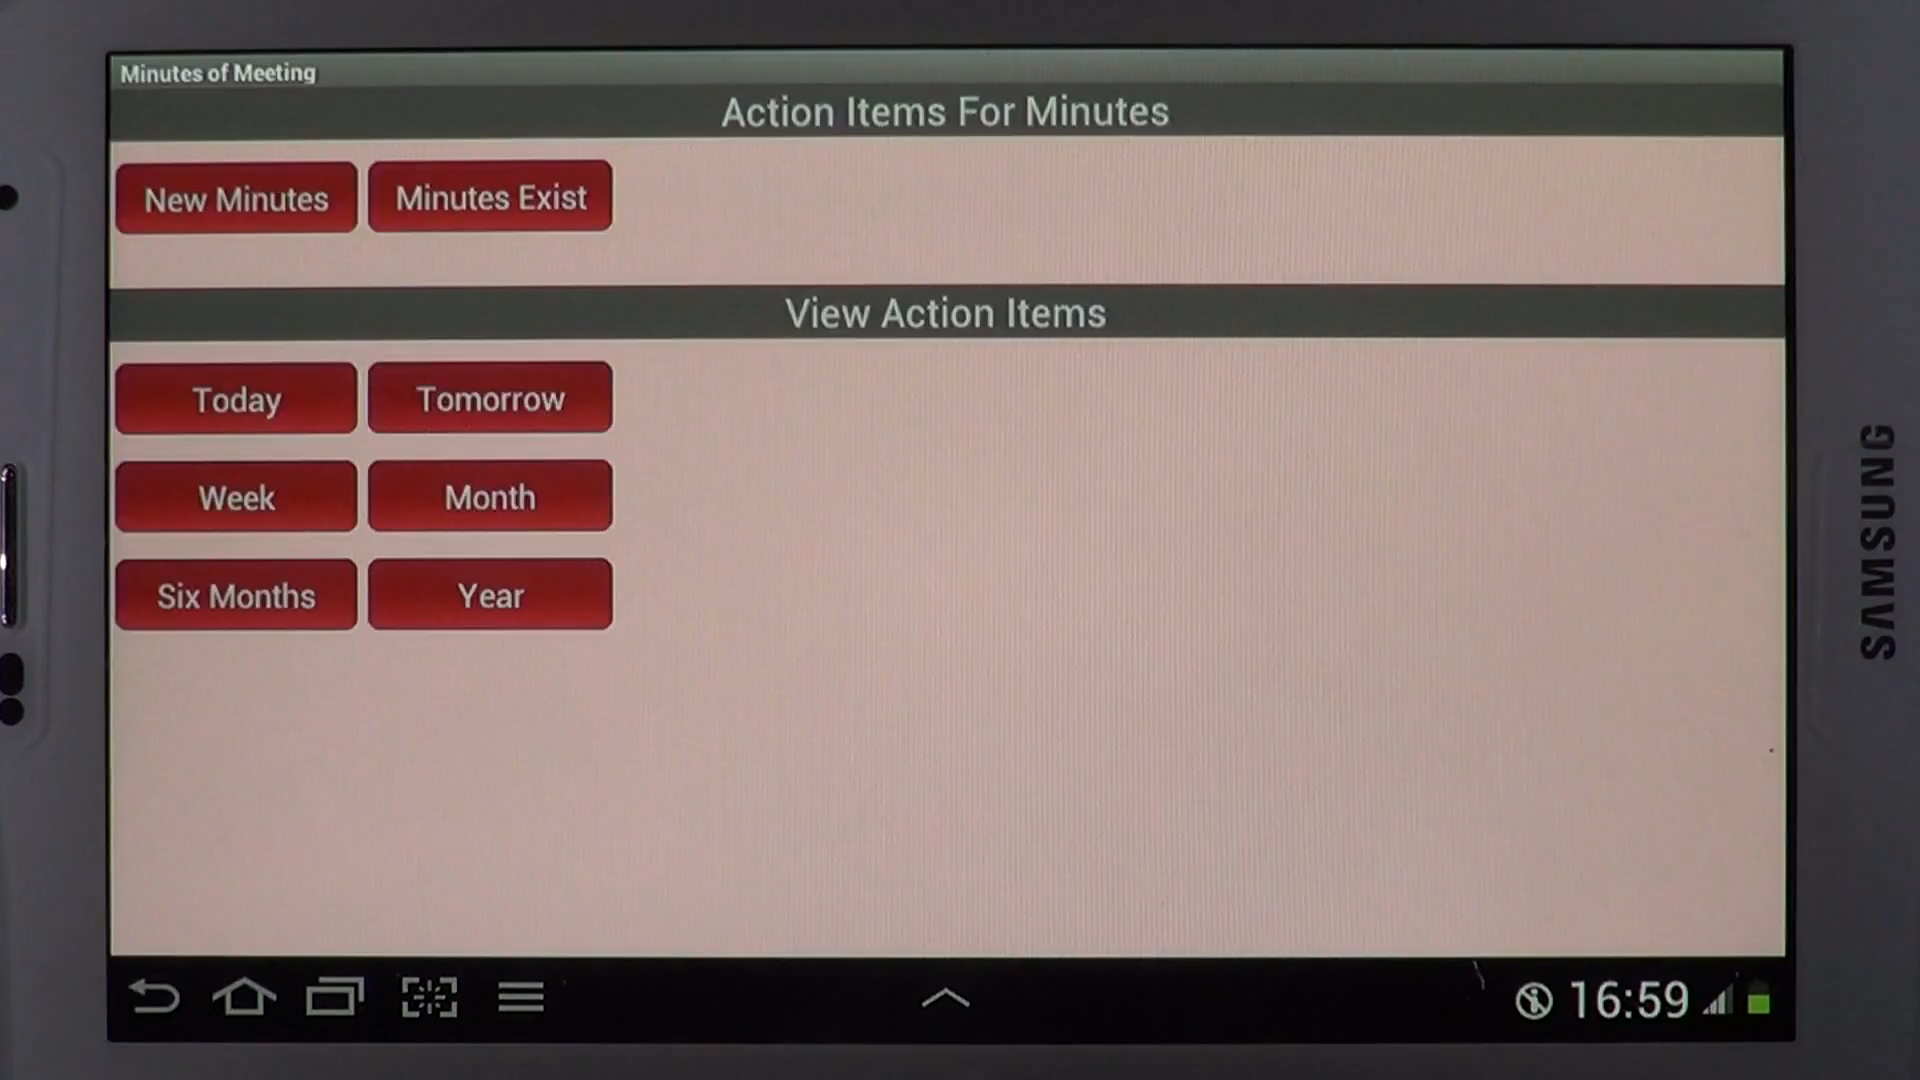 Minutes of Meeting
Action Items For Minutes
New Minutes
Minutes Exist
View Action Items
Today
Tomorrow
Week
Month
Six Months
Year
16:59
SAMSUNG